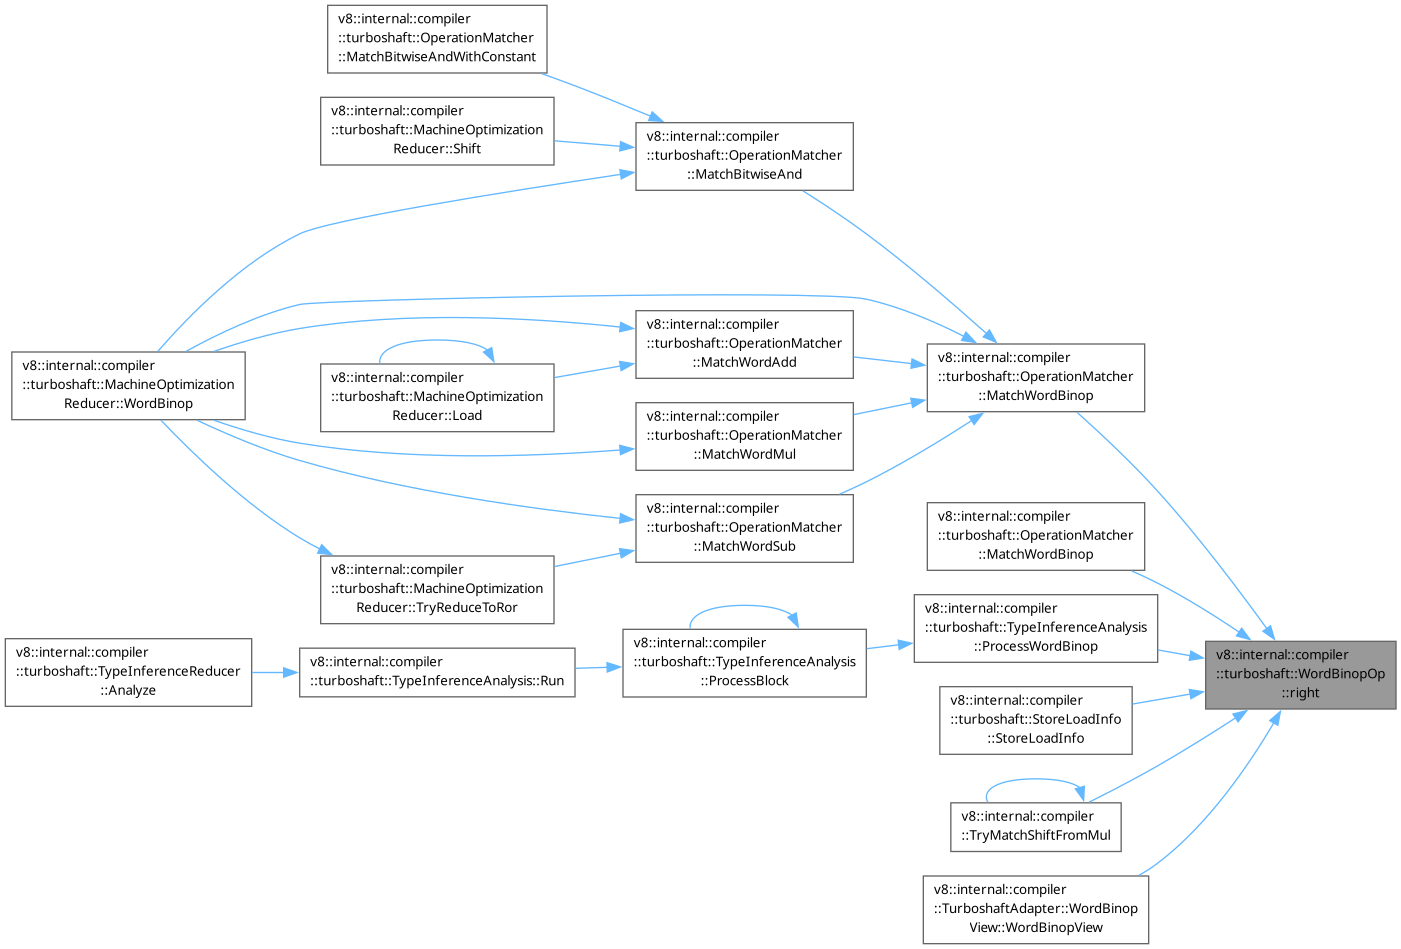 v8::internal::compiler
::turboshaft::OperationMatcher
::MatchBitwiseAndWithConstant
v8::internal::compiler
::turboshaft::MachineOptimization
Reducer::Shift
v8::internal::compiler
::turboshaft::OperationMatcher
::MatchBitwiseAnd
v8::internal::compiler
::turboshaft::MachineOptimization
Reducer::WordBinop
v8::internal::compiler
::turboshaft::MachineOptimization
Reducer::Load
v8::internal::compiler
::turboshaft::OperationMatcher
::MatchWordAdd
v8::internal::compiler
::turboshaft::OperationMatcher
::MatchWordBinop
v8::internal::compiler
::turboshaft::OperationMatcher
::MatchWordMul
v8::internal::compiler
::turboshaft::OperationMatcher
::MatchWordSub
v8::internal::compiler
::turboshaft::OperationMatcher
::MatchWordBinop
v8::internal::compiler
::turboshaft::MachineOptimization
Reducer::TryReduceToRor
v8::internal::compiler
::turboshaft::TypeInferenceAnalysis
::ProcessWordBinop
v8::internal::compiler
::turboshaft::TypeInferenceReducer
::Analyze
v8::internal::compiler
::turboshaft::TypeInferenceAnalysis::Run
v8::internal::compiler
::turboshaft::TypeInferenceAnalysis
::ProcessBlock
v8::internal::compiler
::turboshaft::WordBinopOp
::right
v8::internal::compiler
::turboshaft::StoreLoadInfo
::StoreLoadInfo
v8::internal::compiler
::TryMatchShiftFromMul
v8::internal::compiler
::TurboshaftAdapter::WordBinop
View::WordBinopView